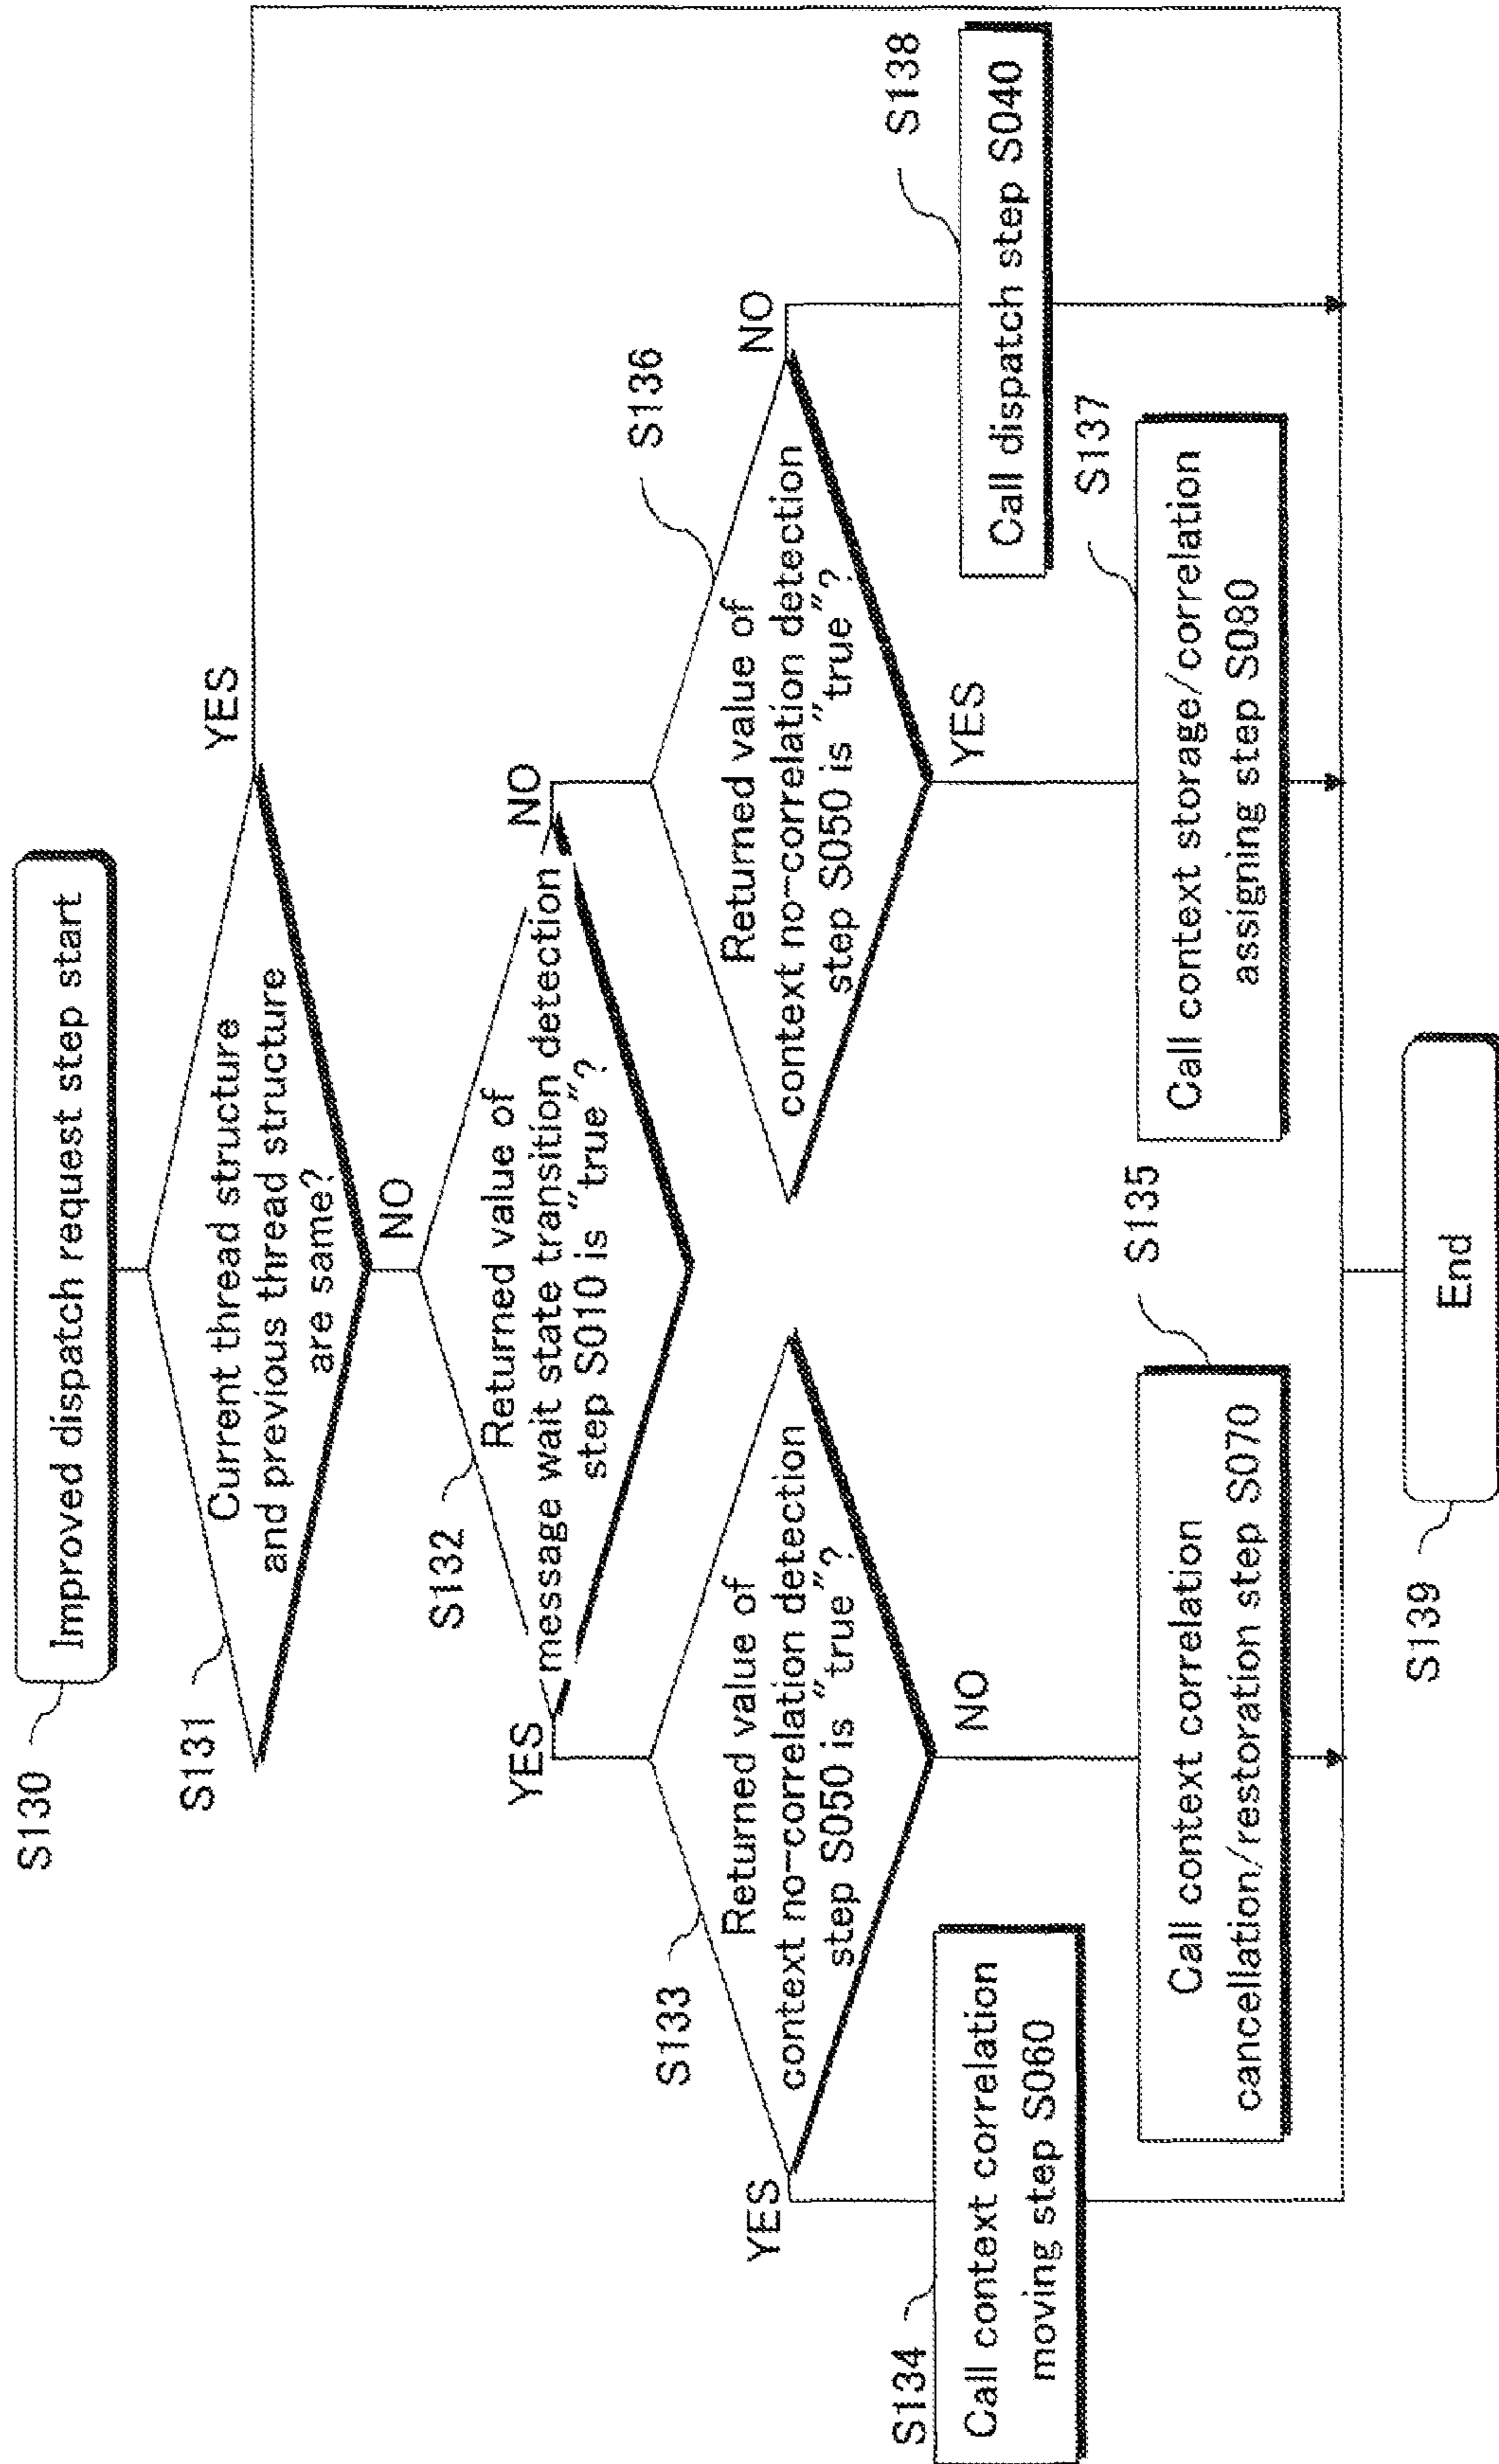 S130
Improved dispatch request step start
S131
Current thread structure
and previous thread structure
are same?
YES
NO
S132
Returned value of
message wait state transition detection
step S010 is "true"?
YES
NO
S133
Returned value of
context no-correlation detection
step S050 is "true"?
YES
NO
S136
Returned value of
context no-correlation detection
step S050 is "true"?
NO
YES
S134
Call context correlation
moving step S060
S138
Call dispatch step S040
S135
Call context correlation
cancellation/restoration step S070
S137
Call context storage/correlation
assigning step S080
S139
End